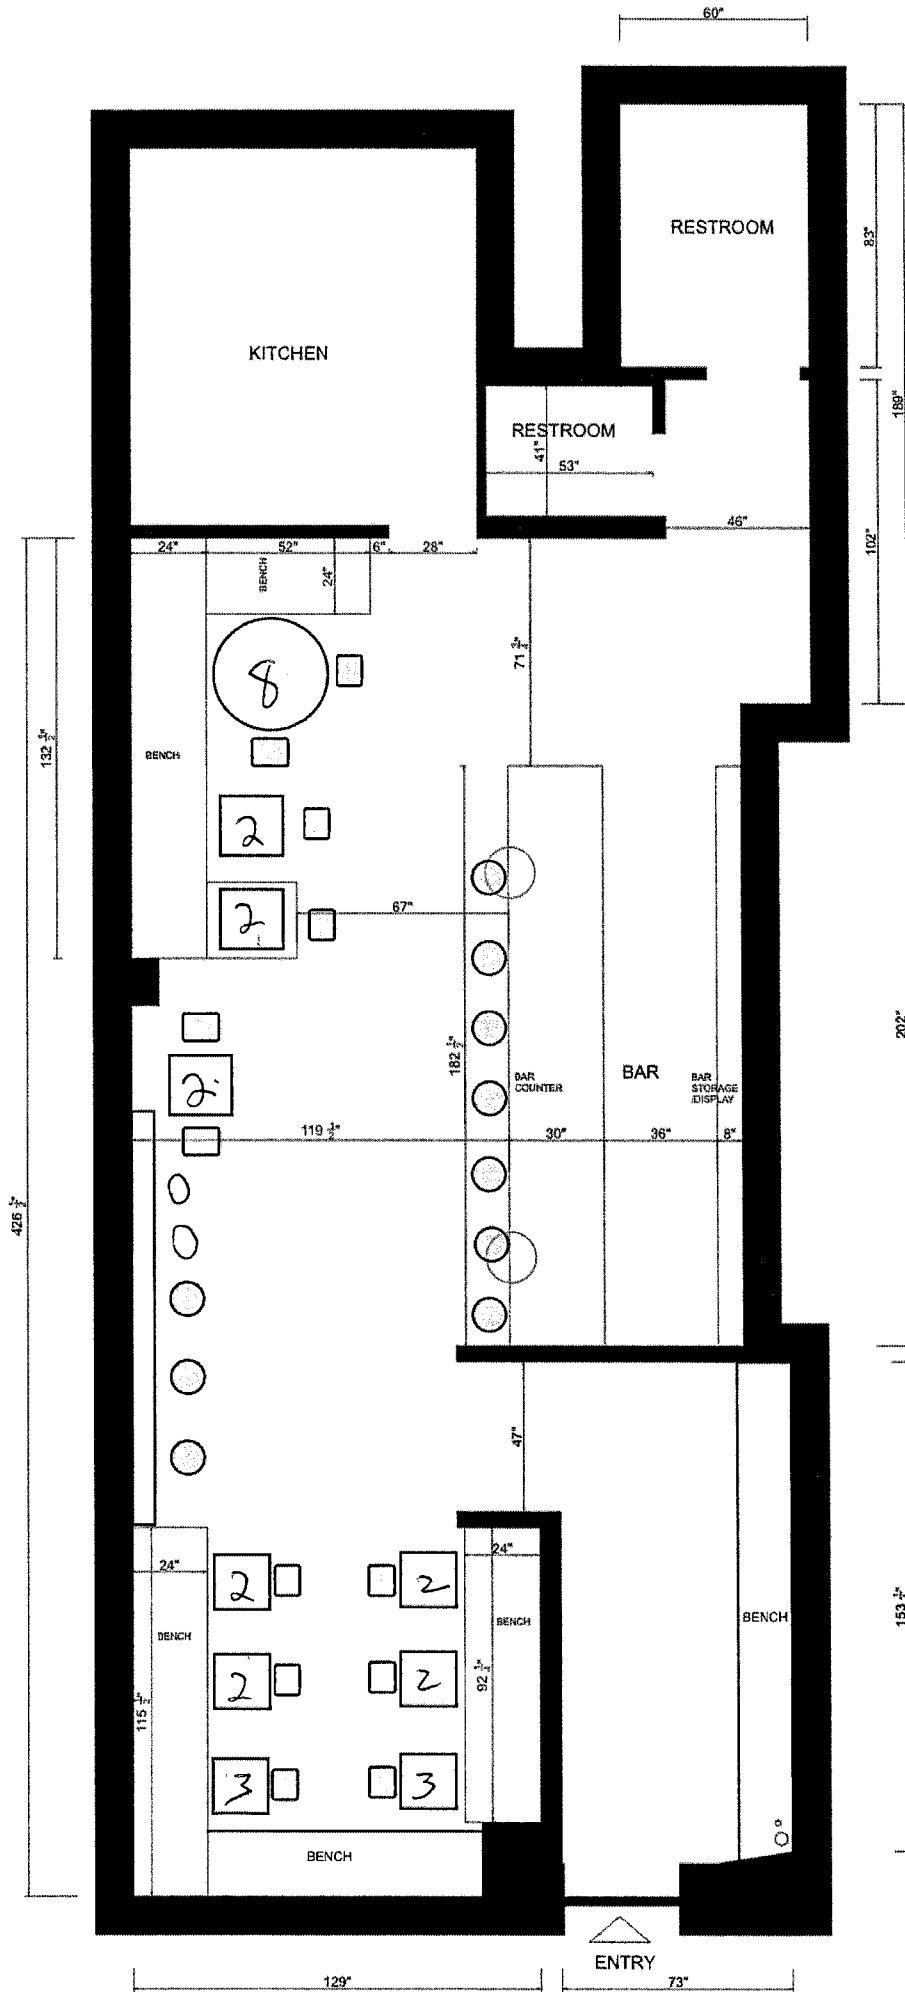 60"
RESTROOM
83"
189"
KITCHEN
RESTROOM
41"
53"
46"
102"
24"
52"
6"
28"
BENCH
24"
71 1/2"
8
132 1/2"
BENCH
2
2
67"
2
182 1/2"
BAR
COUNTER
BAR
BAR
STORAGE
/DISPLAY
202"
119 1/2"
30"
36"
8"
426 1/2"
47"
24"
24"
2
2
BENCH
BENCH
BENCH
153 1/2"
2
2
92 1/2"
115 1/2"
3
3
BENCH
ENTRY
129"
73"